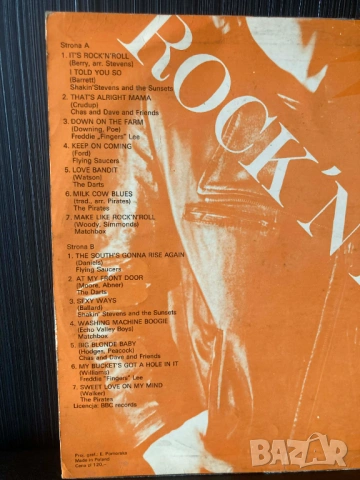 Strona A
1. IT'S ROCK'N'ROLL
(Berry, arr. Stevens)
I TOLD YOU SO
(Barrett)
Shakin'Stevens and the Sunsets
2. THAT'S ALRIGHT MAMA
(Crudup)
Chas and Dave and Friends
3. DOWN ON THE FARM
(Downing, Poe)
Freddie „Fingers" Lee
4. KEEP ON COMING
(Ford)
Flying Saucers
5. LOVE BANDIT
(Watson)
The Darts
6. MILK COW BLUES
(trad., arr. Pirates)
The Pirates
7. MAKE LIKE ROCK'N'ROLL
(Woody, Simmonds)
Matchbox
Strona B
1. THE SOUTH'S GONNA RISE AGAIN
(Daniels)
Flying Saucers
2. AT MY FRONT DOOR
(Moore, Abner)
The Darts
3. SEXY WAYS
(Ballard)
Shakin' Stevens and the Sunsets
4. WASHING MACHINE BOOGIE
(Echo Valley Boys)
Matchbox
5. BIG BLONDE BABY
(Hodges, Peacock)
Chas and Dave and Friends
6. MY BUCKET'S GOT A HOLE IN IT
(Williams)
Freddie "Fingers" Lee
7. SWEET LOVE ON MY MIND
(Walker)
The Pirates
Licencja: BBC records
Made in Poland
Cena zł 120,—
ROCK'N
BAZAR